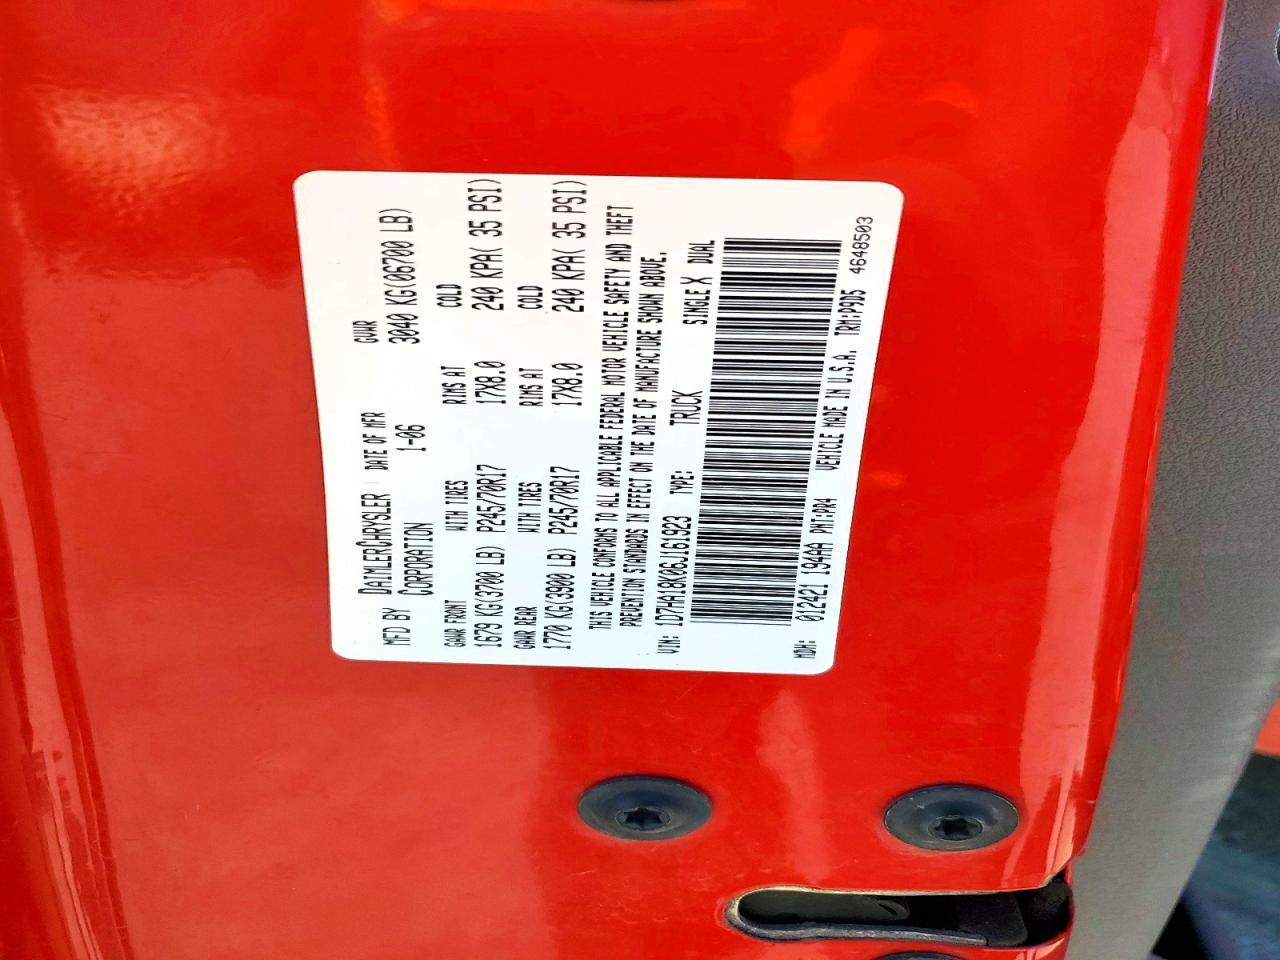 MFD BY DAIMLERCHRYSLER CORPORATION DATE OF MFR 1-06 GVWR 3040 KG(06700 LB)
GAWR FRONT WITH TIRES RIMS AT COLD
1679 KG(3700 LB) P245/70R17 17X8.0 240 KPA( 35 PSI)
GAWR REAR WITH TIRES RIMS AT COLD
1770 KG(3900 LB) P245/70R17 17X8.0 240 KPA( 35 PSI)
THIS VEHICLE CONFORMS TO ALL APPLICABLE FEDERAL MOTOR VEHICLE SAFETY AND THEFT
PREVENTION STANDARDS IN EFFECT ON THE DATE OF MANUFACTURE SHOWN ABOVE.
VIN: 1D7HA18K06J161923 TYPE: TRUCK SINGLE X DUAL
MDH: 012421 194AA PNT:PR4 VEHICLE MADE IN U.S.A. TRM:P9D5 4648503